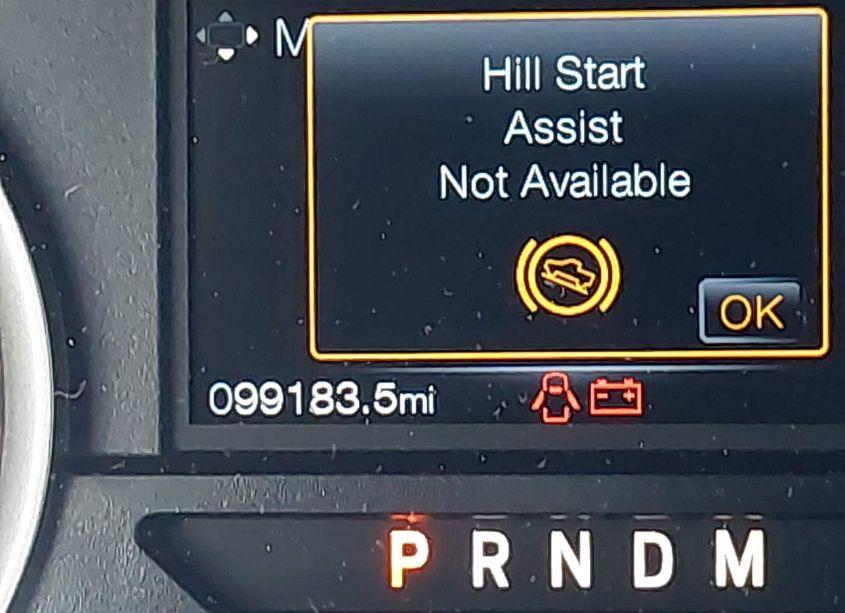 M
Hill Start
Assist
Not Available
OK
099183.5mi
P R N D M